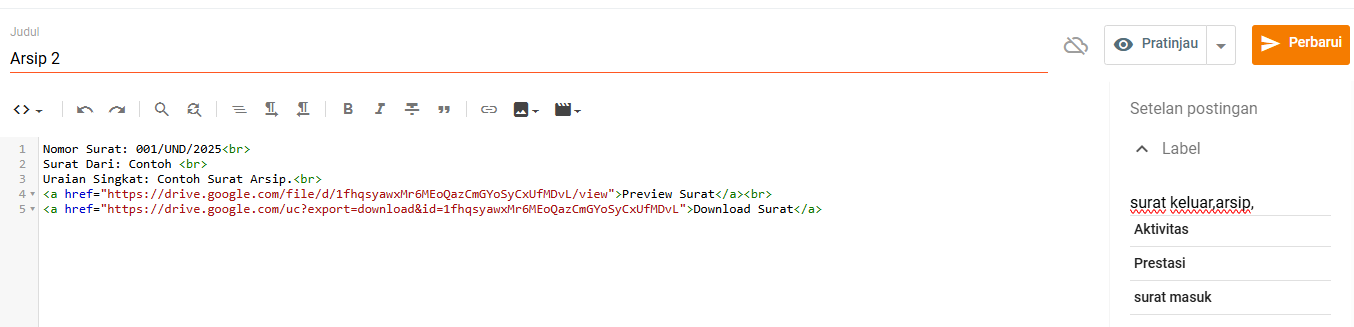 Judul
Arsip 2
Pratinjau
Perbarui
Setelan postingan
Label
1 Nomor Surat: 001/UND/2025<br>
2 Surat Dari: Contoh <br>
3 Uraian Singkat: Contoh Surat Arsip.<br>
4 <a href="https://drive.google.com/file/d/1fhqsyawxMr6MEoQazCmGYoSyCxUfMDvL/view">Preview Surat</a><br>
5 <a href="https://drive.google.com/uc?export=download&id=1fhqsyawxMr6MEoQazCmGYoSyCxUfMDvL">Download Surat</a>
surat keluar,arsip,
Aktivitas
Prestasi
surat masuk